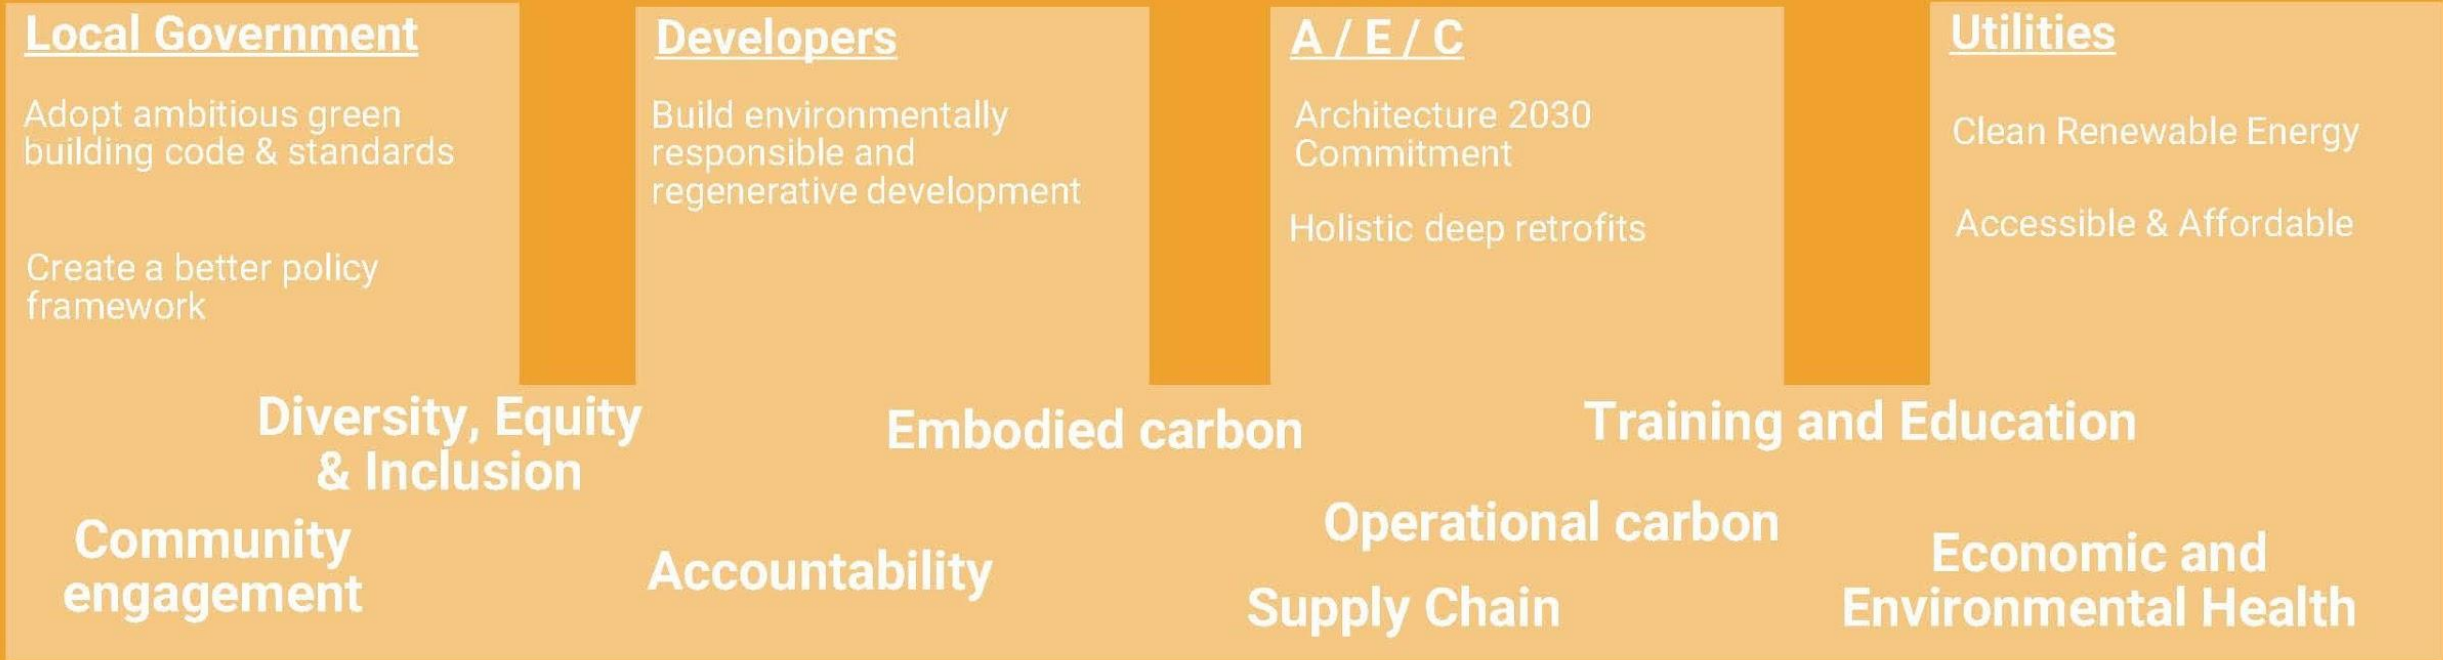 Local Government
Adopt ambitious green
building code & standards
Create a better policy
framework
Developers
Build environmentally
responsible and
regenerative development
A / E / C
Architecture 2030
Commitment
Holistic deep retrofits
Utilities
Clean Renewable Energy
Accessible & Affordable
Diversity, Equity
& Inclusion
Embodied carbon
Training and Education
Community
engagement
Accountability
Operational carbon
Supply Chain
Economic and
Environmental Health